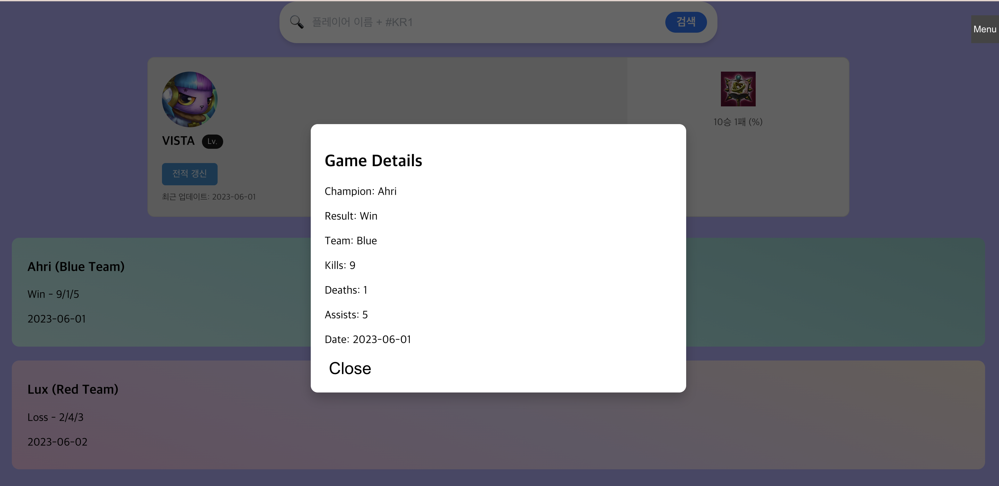 플레이어 이름 + #KR1
검색
Menu
VISTA Lv.
전적 갱신
최근 업데이트: 2023-06-01
10승 1패 (%)
Game Details
Champion: Ahri
Result: Win
Team: Blue
Kills: 9
Deaths: 1
Assists: 5
Date: 2023-06-01
Close
Ahri (Blue Team)
Win - 9/1/5
2023-06-01
Lux (Red Team)
Loss - 2/4/3
2023-06-02